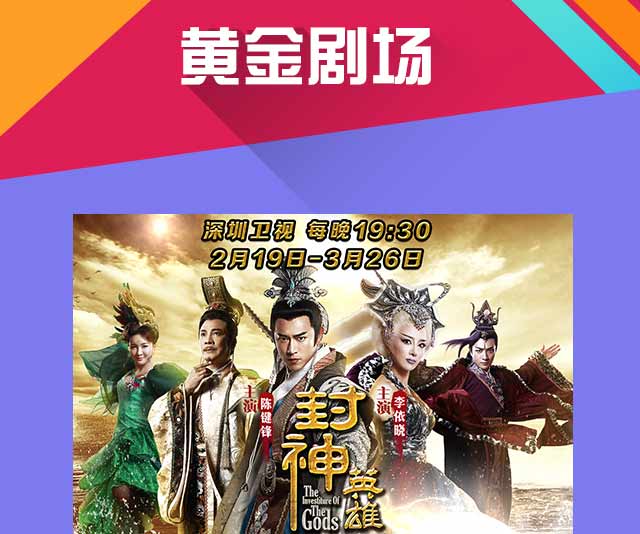 黄金剧场
深圳卫视 每晚19:30
2月19日-3月26日
主演 陈键锋
主演 李依晓
封神
英雄
The
Investiture Of
The
Gods